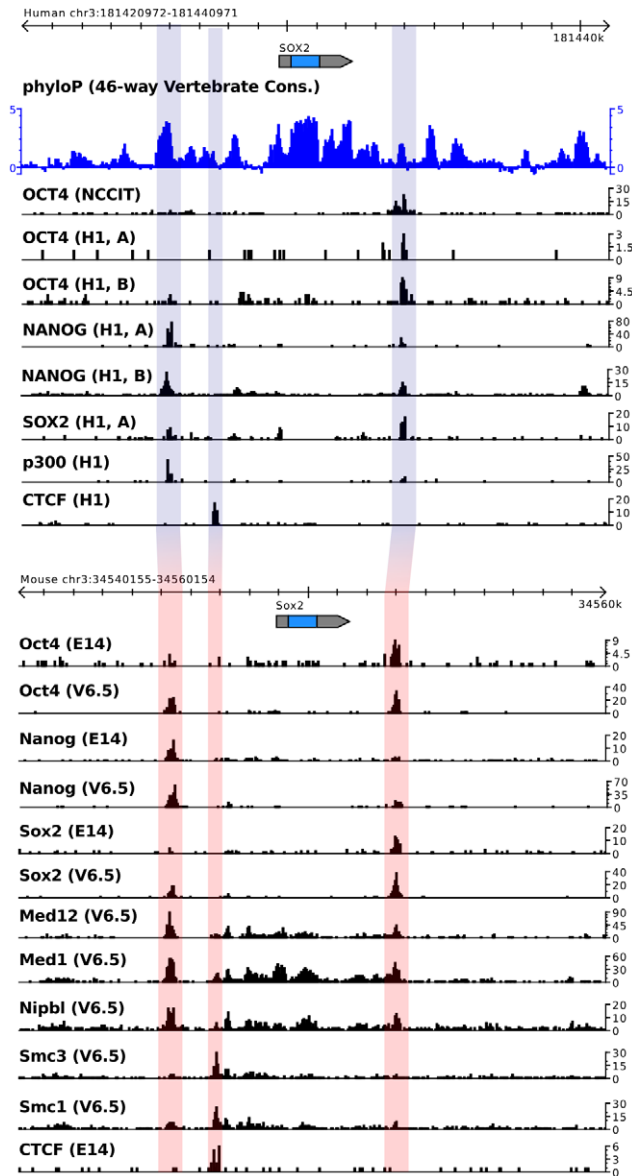 Human chr3:181420972-181440971
181440k
SOX2
phyloP (46-way Vertebrate Cons.)
5
5
0
0
OCT4 (NCCIT)
30
15
0
OCT4 (H1, A)
3
1.5
0
OCT4 (H1, B)
9
4.5
0
NANOG (H1, A)
80
40
0
NANOG (H1, B)
30
15
0
SOX2 (H1, A)
20
10
0
p300 (H1)
50
25
0
CTCF (H1)
20
10
0
Mouse chr3:34540155-34560154
34560k
Sox2
Oct4 (E14)
9
4.5
0
Oct4 (V6.5)
40
20
0
Nanog (E14)
20
10
0
Nanog (V6.5)
70
35
0
Sox2 (E14)
20
10
0
Sox2 (V6.5)
40
20
0
Med12 (V6.5)
90
45
0
Med1 (V6.5)
60
30
0
Nipbl (V6.5)
20
10
0
Smc3 (V6.5)
30
15
0
Smc1 (V6.5)
30
15
0
CTCF (E14)
6
3
0